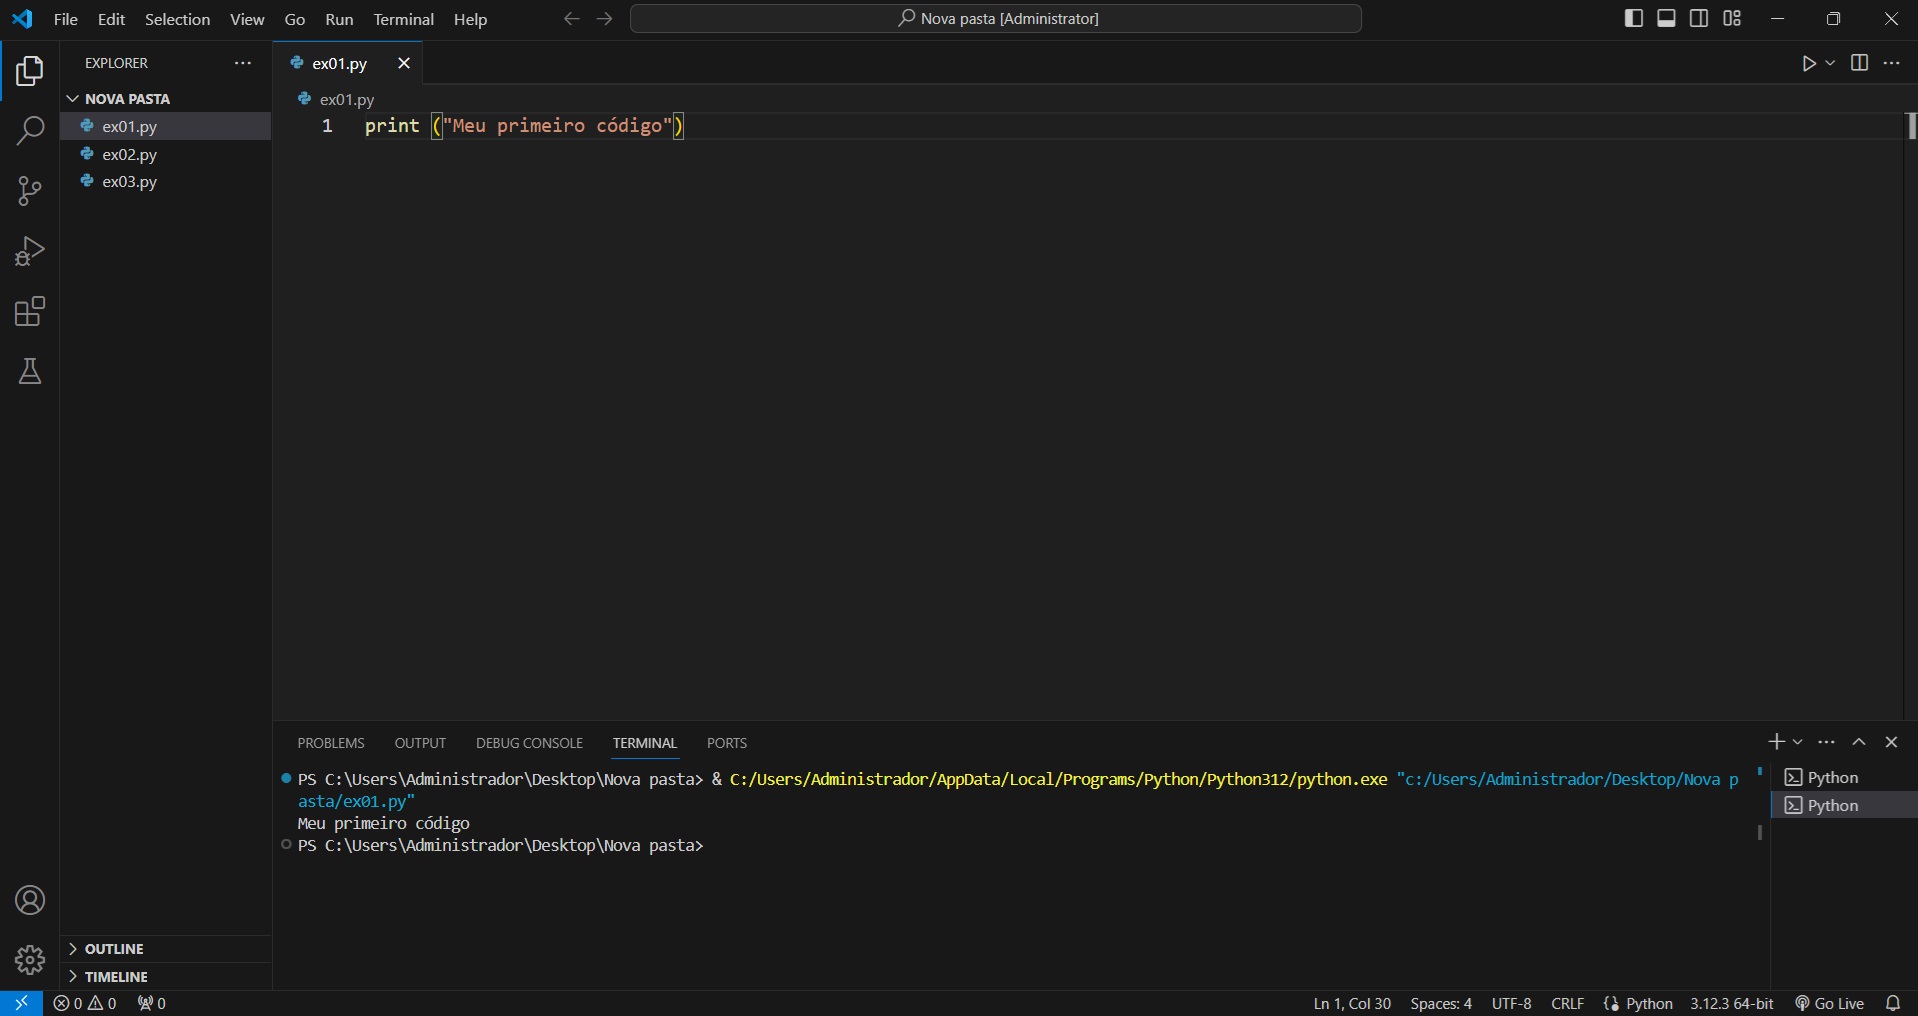 File Edit Selection View Go Run Terminal Help
Nova pasta [Administrator]
EXPLORER
NOVA PASTA
ex01.py
ex02.py
ex03.py
OUTLINE
TIMELINE
ex01.py
ex01.py
1 print ("Meu primeiro código")
PROBLEMS OUTPUT DEBUG CONSOLE TERMINAL PORTS
PS C:\Users\Administrador\Desktop\Nova pasta> & C:/Users/Administrador/AppData/Local/Programs/Python/Python312/python.exe "c:/Users/Administrador/Desktop/Nova p
asta/ex01.py"
Meu primeiro código
PS C:\Users\Administrador\Desktop\Nova pasta>
Python
Python
0 0 0 Ln 1, Col 30 Spaces: 4 UTF-8 CRLF Python 3.12.3 64-bit Go Live